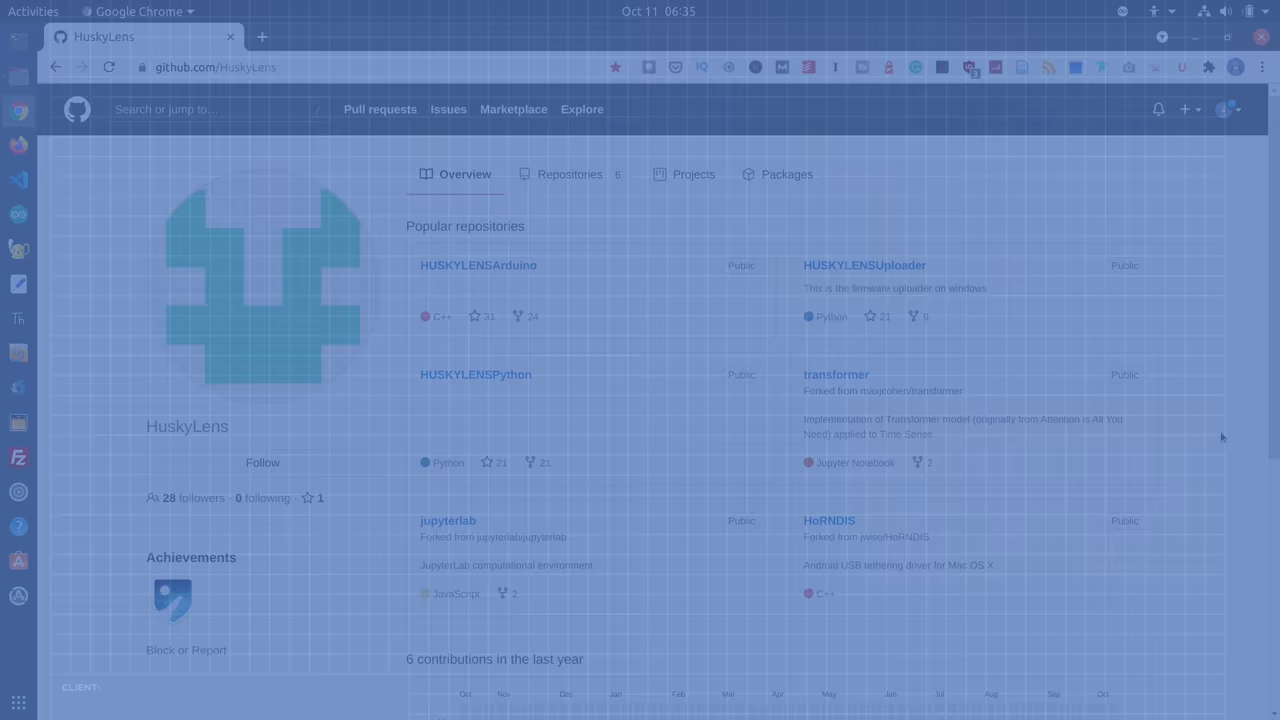 Activities Google Chrome Oct 11 06:35
HuskyLens
github.com/HuskyLens
3
Search or jump to... / Pull requests Issues Marketplace Explore
Overview Repositories 6 Projects Packages
Popular repositories
HUSKYLENSArduino Public
C++ 31 24
HUSKYLENSUploader Public
This is the firmware uploader on windows
Python 21 9
HUSKYLENSPython Public
Python 21 21
transformer Public
Forked from maxjcohen/transformer
Implementation of Transformer model (originally from Attention is All You
Need) applied to Time Series.
Jupyter Notebook 2
HuskyLens
Follow
28 followers · 0 following · 1
Achievements
Block or Report
jupyterlab Public
Forked from jupyterlab/jupyterlab
JupyterLab computational environment.
JavaScript 2
HoRNDIS Public
Forked from jwise/HoRNDIS
Android USB tethering driver for Mac OS X
C++
6 contributions in the last year
Oct Nov Dec Jan Feb Mar Apr May Jun Jul Aug Sep Oct
CLIENT: